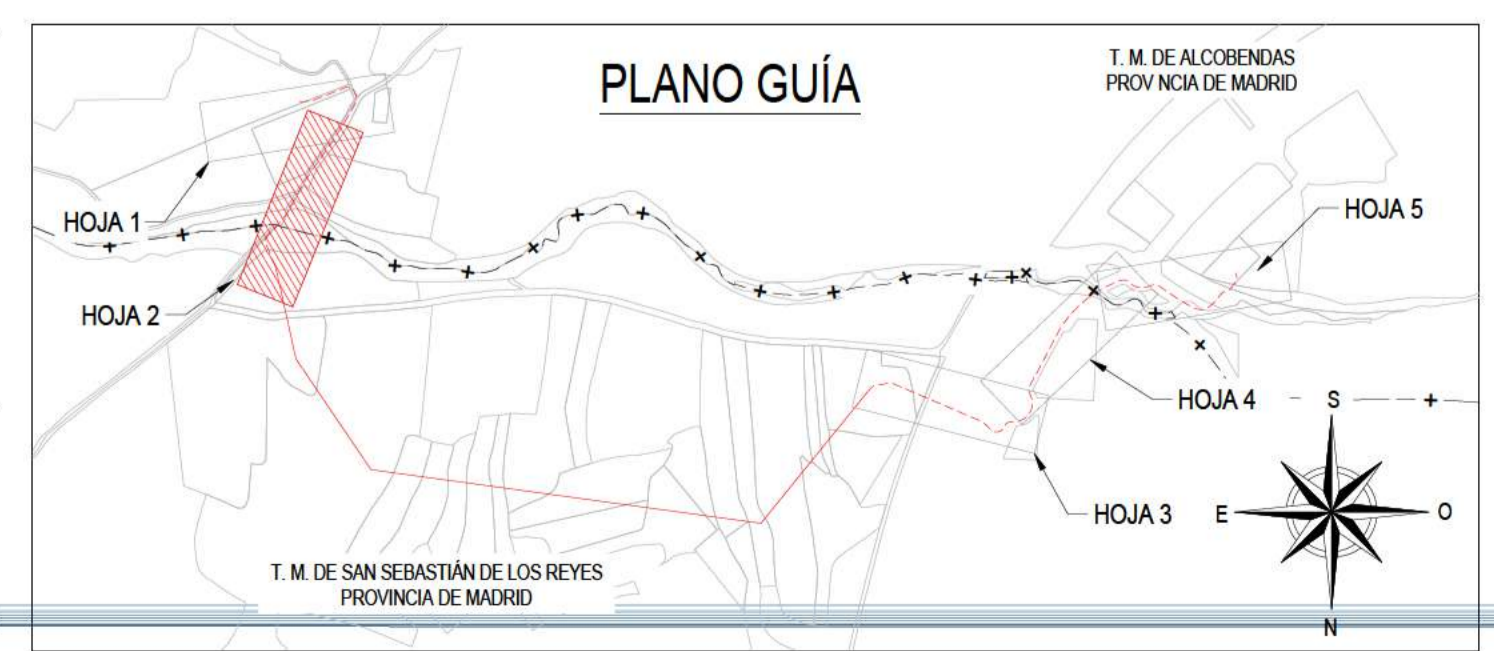 PLANO GUÍA
T. M. DE ALCOBENDAS
PROV NCIA DE MADRID
HOJA 1
HOJA 5
HOJA 2
HOJA 4
S
HOJA 3
E
O
T. M. DE SAN SEBASTIÁN DE LOS REYES
PROVINCIA DE MADRID
N